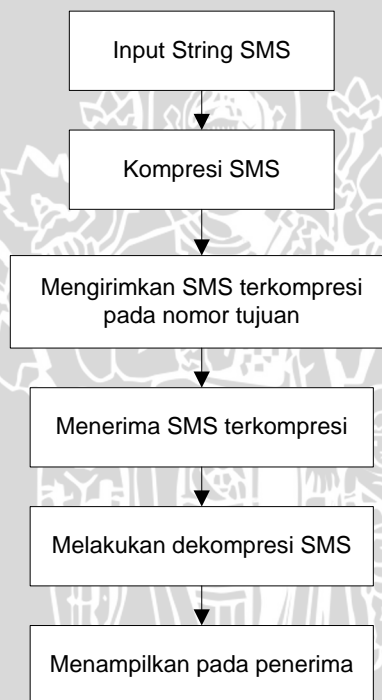 Input String SMS
Kompresi SMS
Mengirimkan SMS terkompresi
pada nomor tujuan
Menerima SMS terkompresi
Melakukan dekompresi SMS
Menampilkan pada penerima